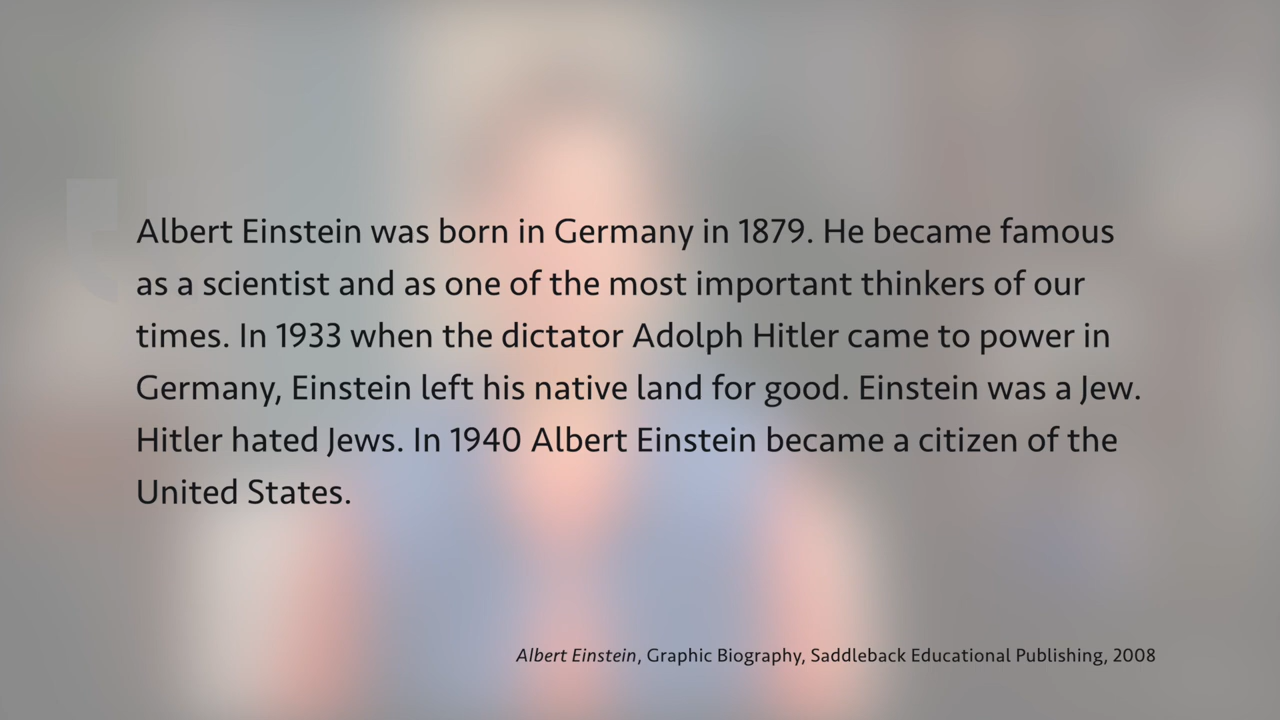 Albert Einstein was born in Germany in 1879. He became famous
as a scientist and as one of the most important thinkers of our
times. In 1933 when the dictator Adolph Hitler came to power in
Germany, Einstein left his native land for good. Einstein was a Jew.
Hitler hated Jews. In 1940 Albert Einstein became a citizen of the
United States.
Albert Einstein, Graphic Biography, Saddleback Educational Publishing, 2008